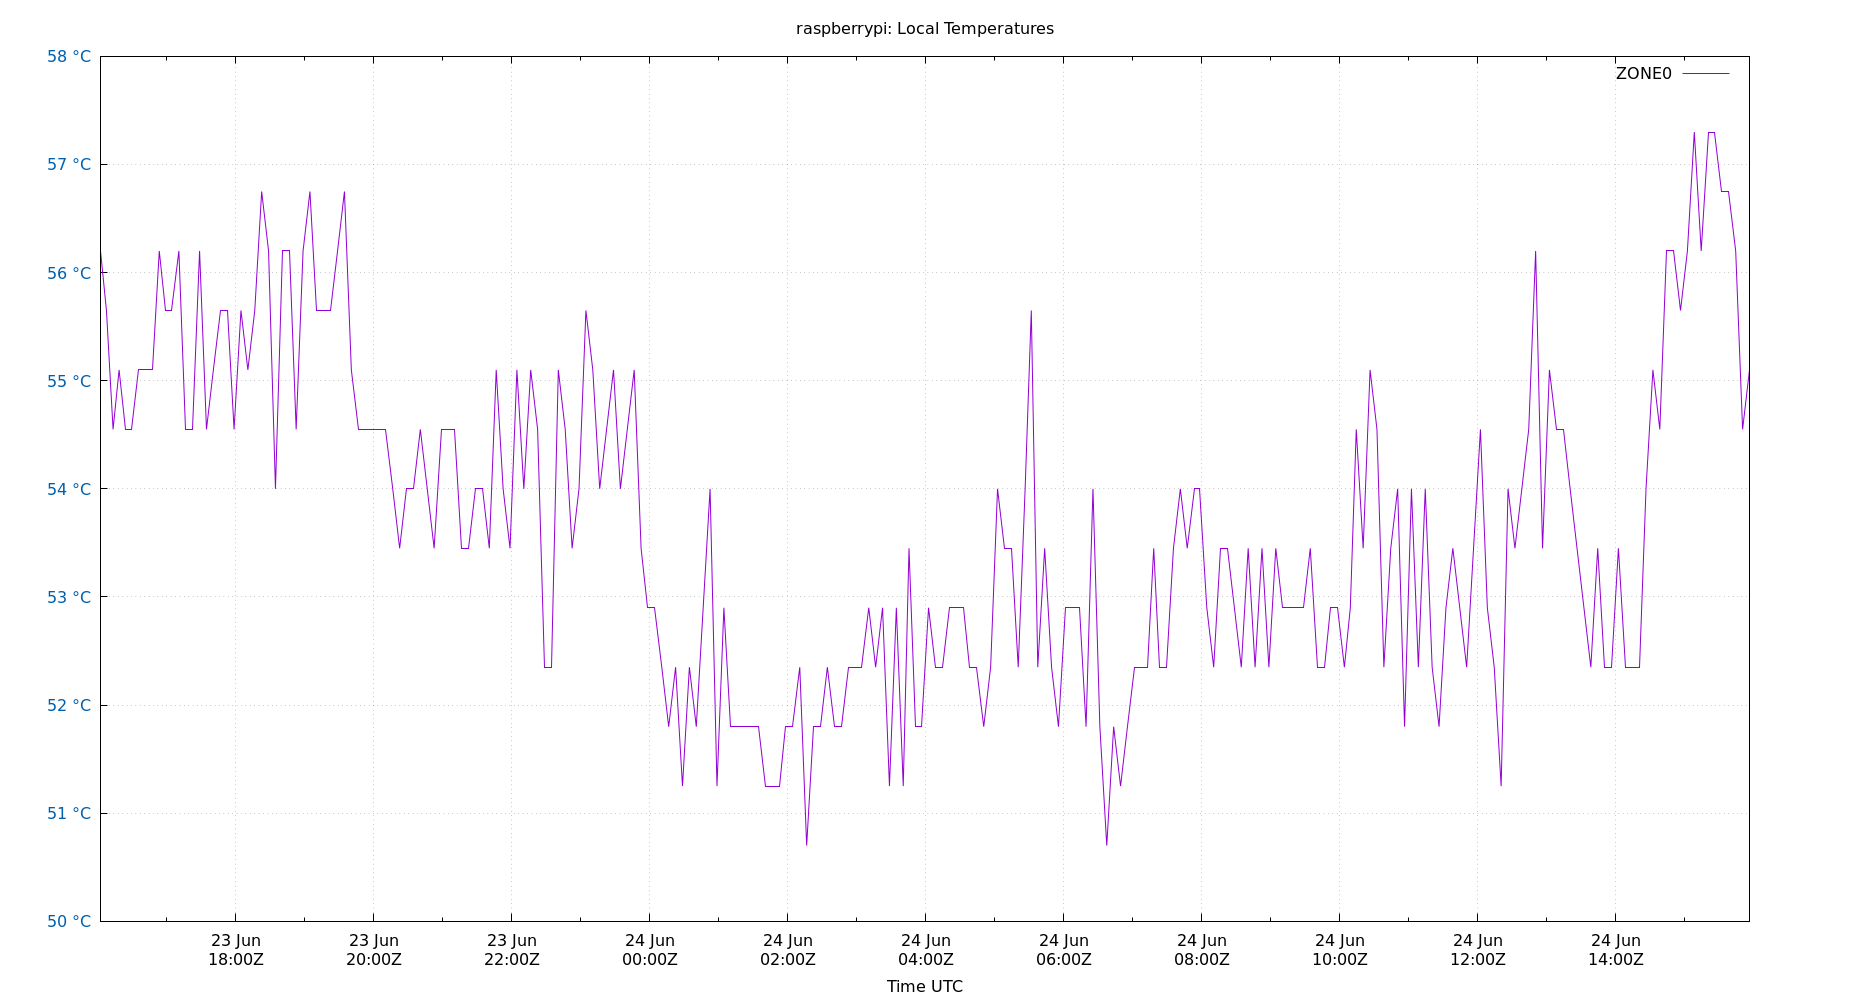 raspberrypi: Local Temperatures
ZONE0
58 °C
57 °C
56 °C
55 °C
54 °C
53 °C
52 °C
51 °C
50 °C
23 Jun 23 Jun 23 Jun 24 Jun 24 Jun 24 Jun 24 Jun 24 Jun 24 Jun 24 Jun 24 Jun
18:00Z 20:00Z 22:00Z 00:00Z 02:00Z 04:00Z 06:00Z 08:00Z 10:00Z 12:00Z 14:00Z
Time UTC